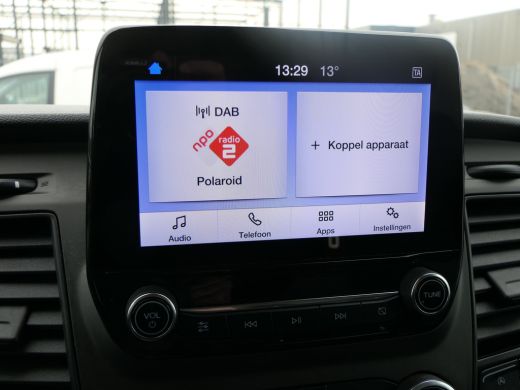 13:29 13° TA
DAB
npo
radio
2
Polaroid
+ Koppel apparaat
Audio
Telefoon
Apps
Instellingen
VOL
TUNE